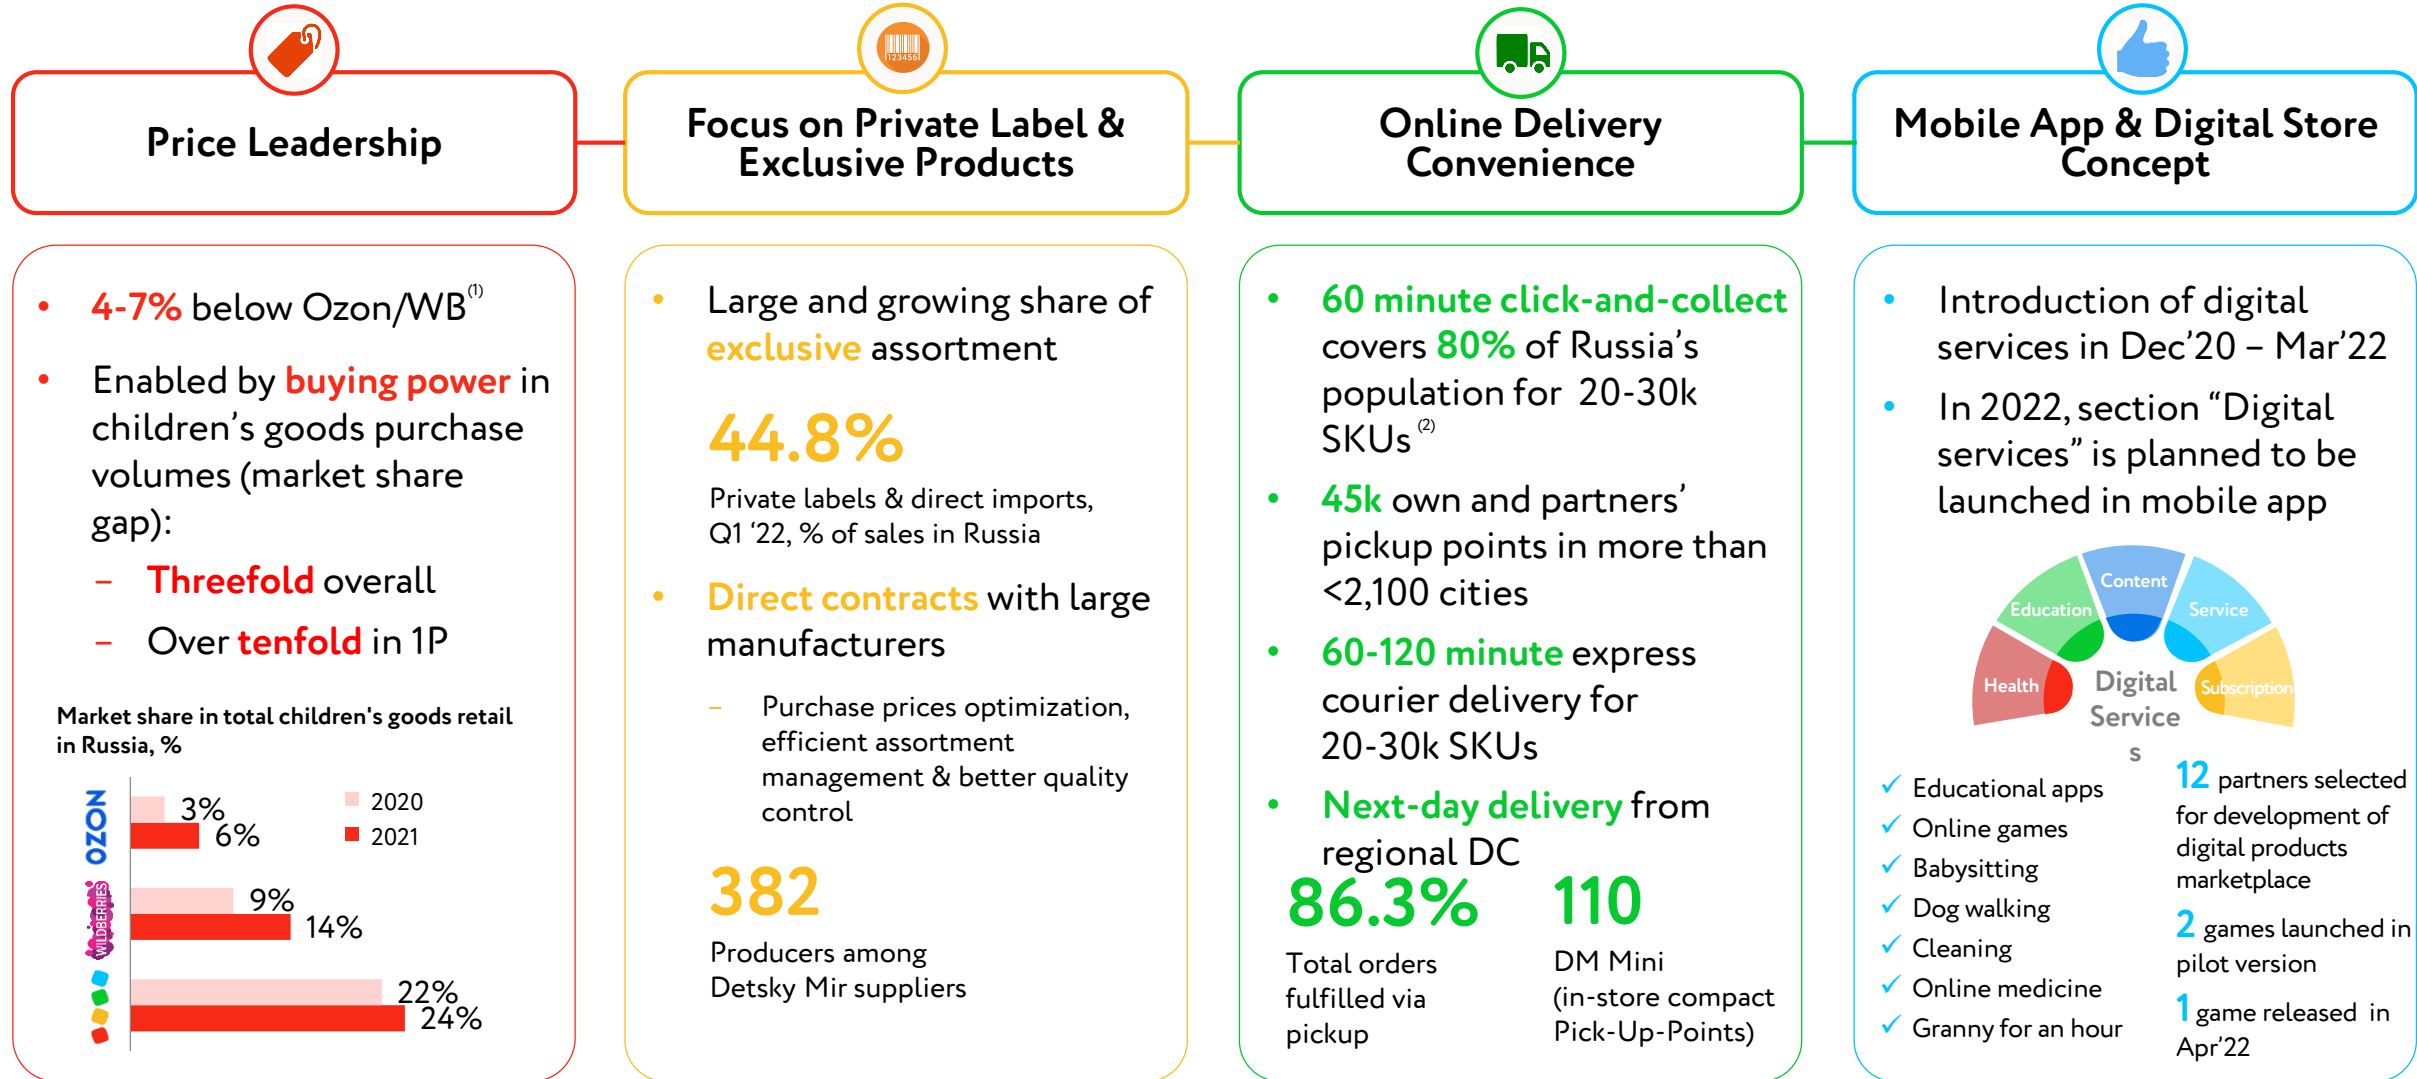 123456
Price Leadership
Focus on Private Label &
Exclusive Products
Online Delivery
Convenience
Mobile App & Digital Store
Concept
• 4-7% below Ozon/WB(1)
• Enabled by buying power in
children's goods purchase
volumes (market share
gap):
– Threefold overall
– Over tenfold in 1P
Market share in total children's goods retail
in Russia, %
OZON
3%
6%
2020
2021
WILDBERRIES
9%
14%
22%
24%
• Large and growing share of
exclusive assortment
44.8%
Private labels & direct imports,
Q1 ‘22, % of sales in Russia
• Direct contracts with large
manufacturers
– Purchase prices optimization,
efficient assortment
management & better quality
control
382
Producers among
Detsky Mir suppliers
• 60 minute click-and-collect
covers 80% of Russia’s
population for 20-30k
SKUs (2)
• 45k own and partners’
pickup points in more than
<2,100 cities
• 60-120 minute express
courier delivery for
20-30k SKUs
• Next-day delivery from
regional DC
86.3%
Total orders
fulfilled via
pickup
110
DM Mini
(in-store compact
Pick-Up-Points)
• Introduction of digital
services in Dec’20 – Mar’22
• In 2022, section “Digital
services” is planned to be
launched in mobile app
Health
Education
Content
Service
Subscription
Digital
Service
s
✓ Educational apps
✓ Online games
✓ Babysitting
✓ Dog walking
✓ Cleaning
✓ Online medicine
✓ Granny for an hour
12 partners selected
for development of
digital products
marketplace
2 games launched in
pilot version
1 game released in
Apr’22